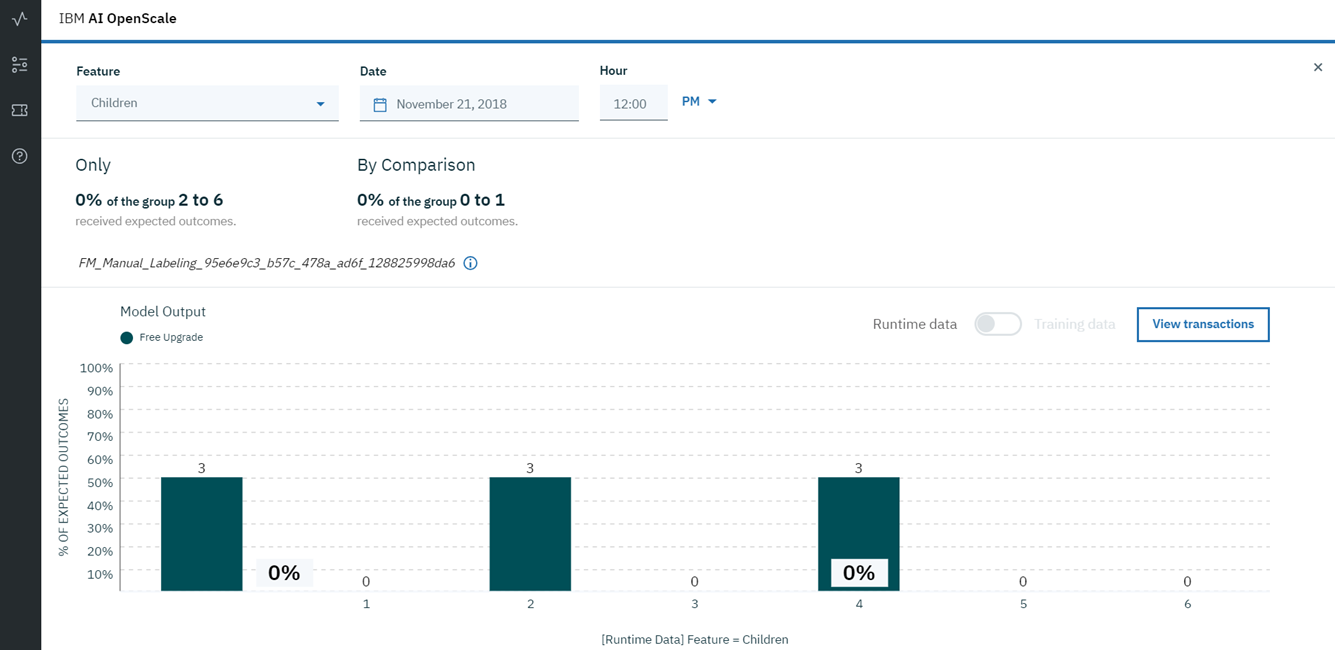 IBM AI OpenScale
Feature
Date
Hour
Children
November 21, 2018
12:00
PM
Only
By Comparison
0% of the group 2 to 6
0% of the group 0 to 1
received expected outcomes.
received expected outcomes.
FM_Manual_Labeling_95e6e9c3_b57c_478a_ad6f_128825998da6
Model Output
Free Upgrade
Runtime data
Training data
View transactions
% OF EXPECTED OUTCOMES
100%
90%
80%
70%
60%
50%
40%
30%
20%
10%
3
3
3
0%
0%
0
0
0
0
1
2
3
4
5
6
[Runtime Data] Feature = Children